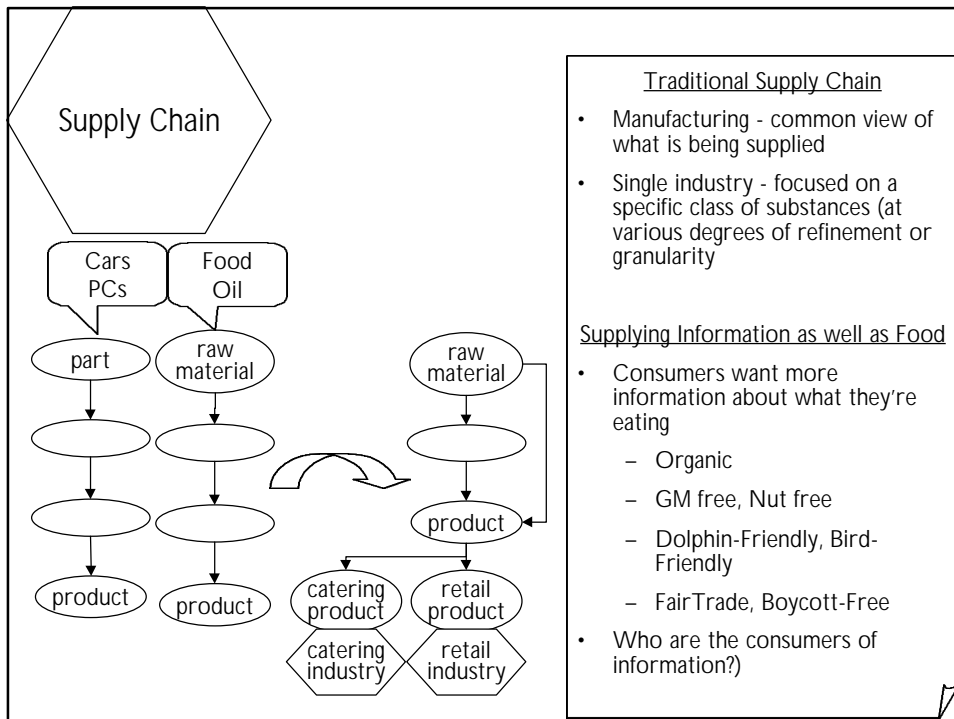 Supply Chain
Cars
PCs
Food
Oil
part
raw
material
product
product
raw
material
product
catering
product
retail
product
catering
industry
retail
industry
Traditional Supply Chain
• Manufacturing - common view of
what is being supplied
• Single industry - focused on a
specific class of substances (at
various degrees of refinement or
granularity
Supplying Information as well as Food
• Consumers want more
information about what they're
eating
– Organic
– GM free, Nut free
– Dolphin-Friendly, Bird-
Friendly
– FairTrade, Boycott-Free
• Who are the consumers of
information?)